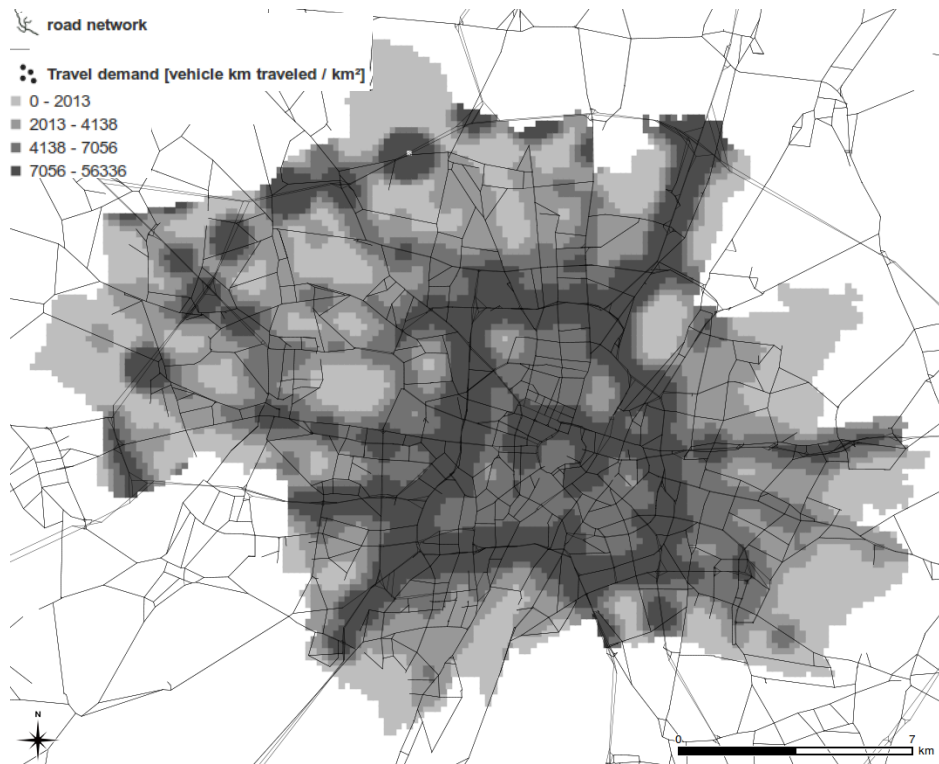 road network
Travel demand [vehicle km traveled / km²]
0 - 2013
2013 - 4138
4138 - 7056
7056 - 56336
N
0 7
km